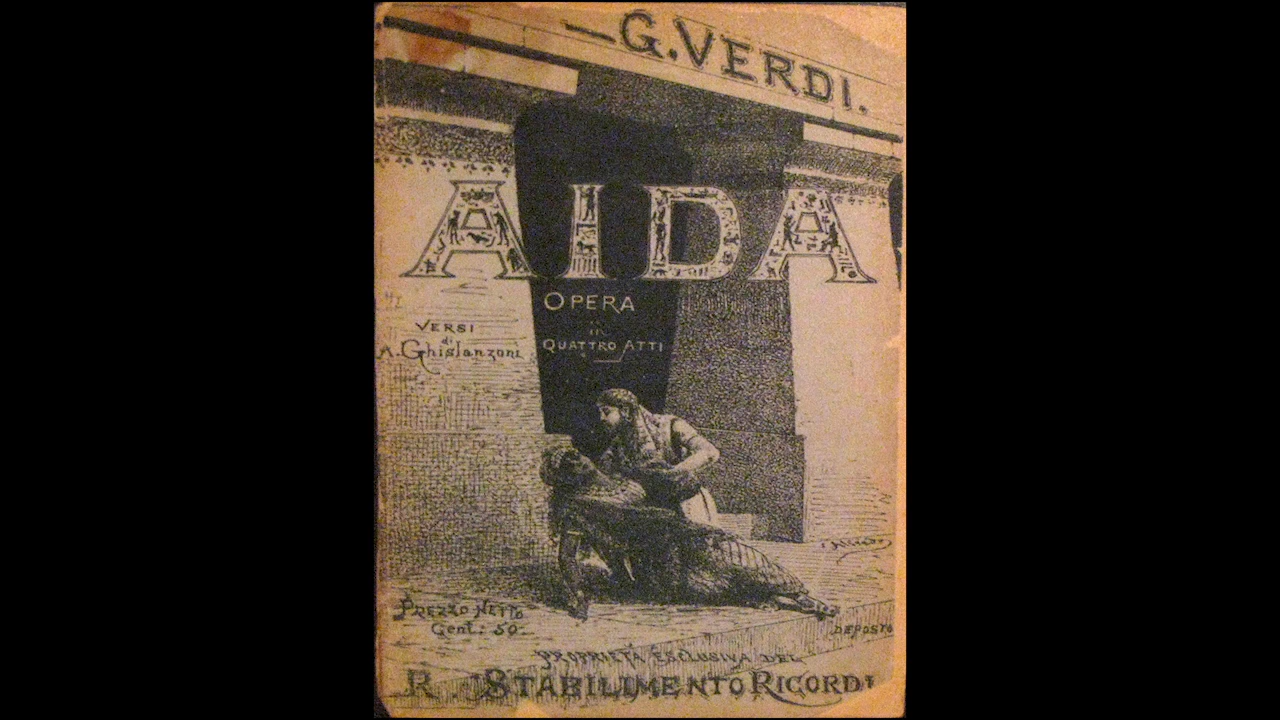 —G. VERDI.
AIDA
OPERA
IN
QUATTRO ATTI
VERSI
di
A. Ghislanzoni
PREZZO NETTO
Cent: 50-
DEPOSTO
PROPRIETÀ ESCLUSIVA DEL
R STABILIMENTO RICORDI